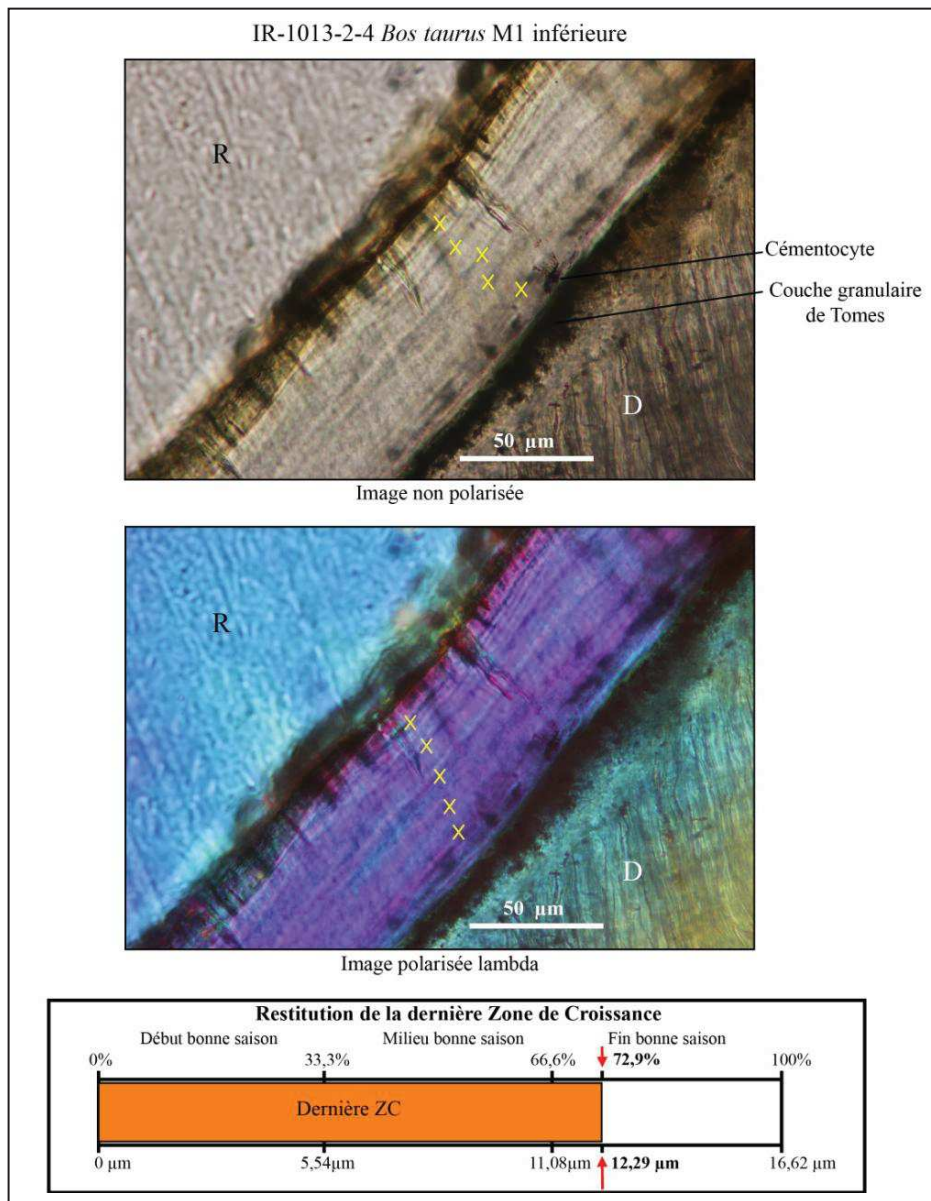 IR-1013-2-4 Bos taurus M1 inférieure
R
Cémentocyte
Couche granulaire
de Tomes
D
50 µm
Image non polarisée
R
D
50 µm
Image polarisée lambda
Restitution de la dernière Zone de Croissance
Début bonne saison Milieu bonne saison Fin bonne saison
0% 33,3% 66,6% 72,9% 100%
Dernière ZC
0 µm 5,54µm 11,08µm 12,29 µm 16,62 µm